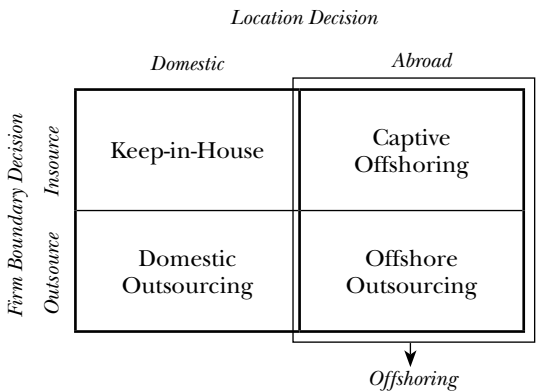 Location Decision
Domestic
Abroad
Firm Boundary Decision
Insource
Outsource
Keep-in-House
Captive
Offshoring
Domestic
Outsourcing
Offshore
Outsourcing
Offshoring